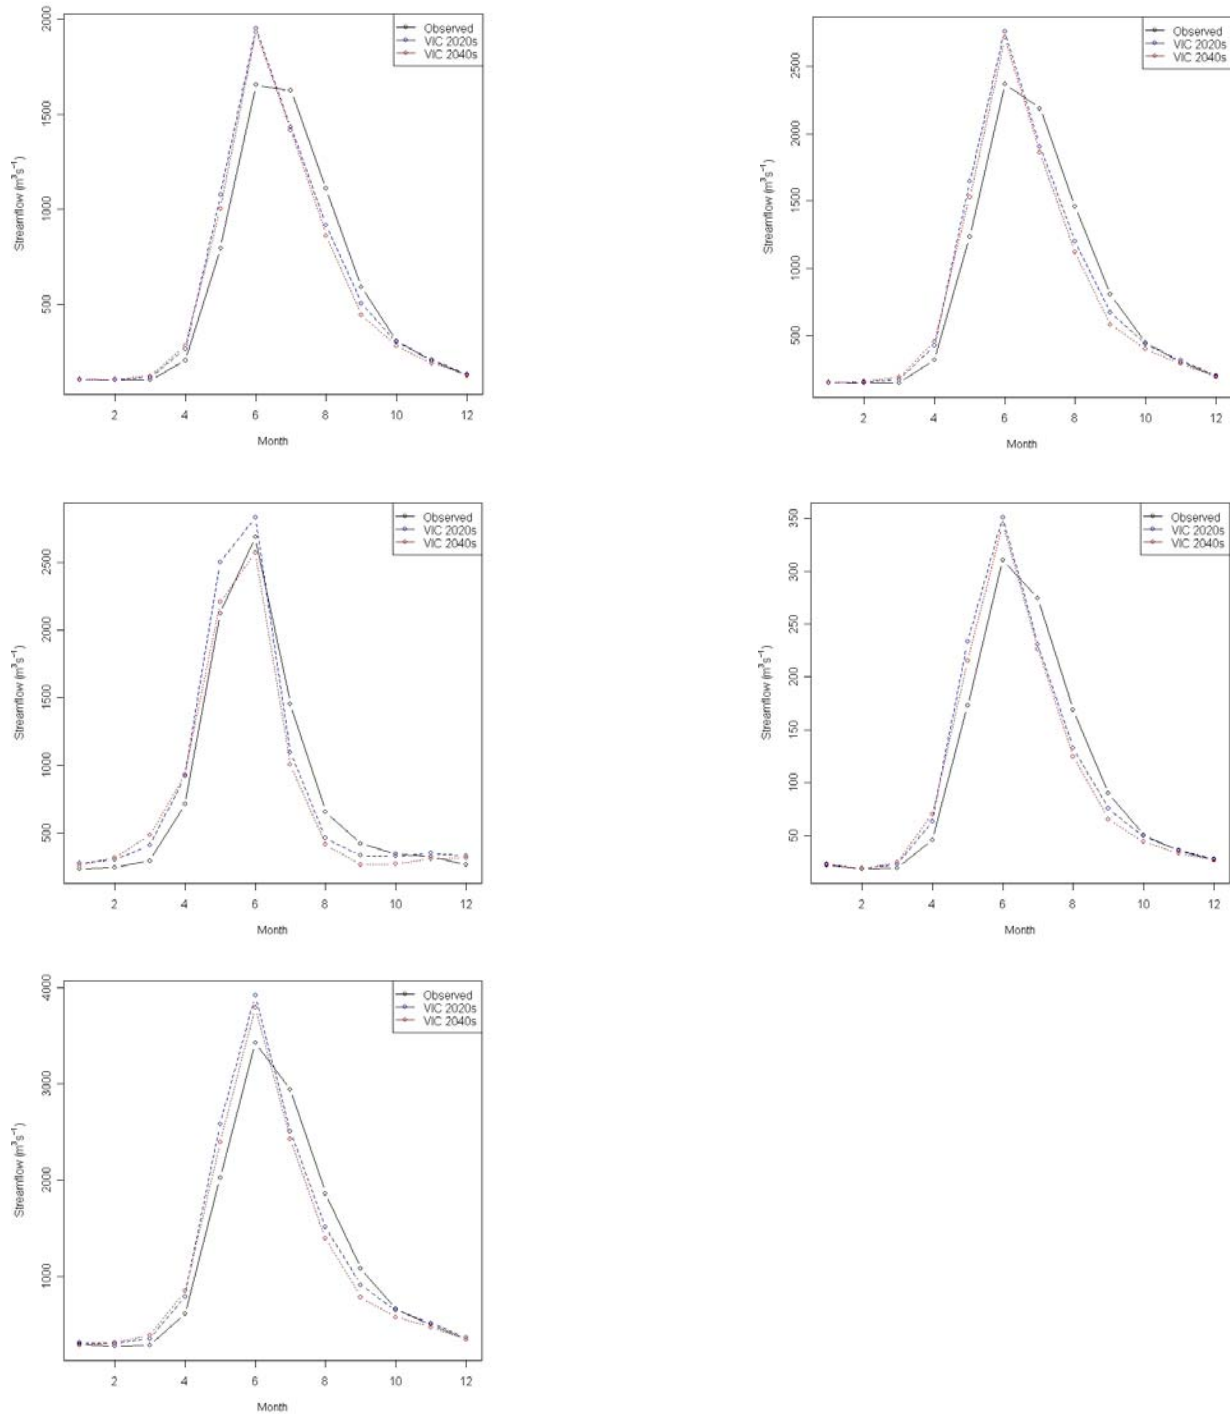 2000
1500
1000
500
Streamflow (m³s⁻¹)
Observed
VIC 2020s
VIC 2040s
2 4 6 8 10 12
Month
2500
2000
1500
1000
500
Streamflow (m³s⁻¹)
Observed
VIC 2020s
VIC 2040s
2 4 6 8 10 12
Month
2500
2000
1500
1000
500
Streamflow (m³s⁻¹)
Observed
VIC 2020s
VIC 2040s
2 4 6 8 10 12
Month
350
300
250
200
150
100
50
Streamflow (m³s⁻¹)
Observed
VIC 2020s
VIC 2040s
2 4 6 8 10 12
Month
4000
3000
2000
1000
Streamflow (m³s⁻¹)
Observed
VIC 2020s
VIC 2040s
2 4 6 8 10 12
Month